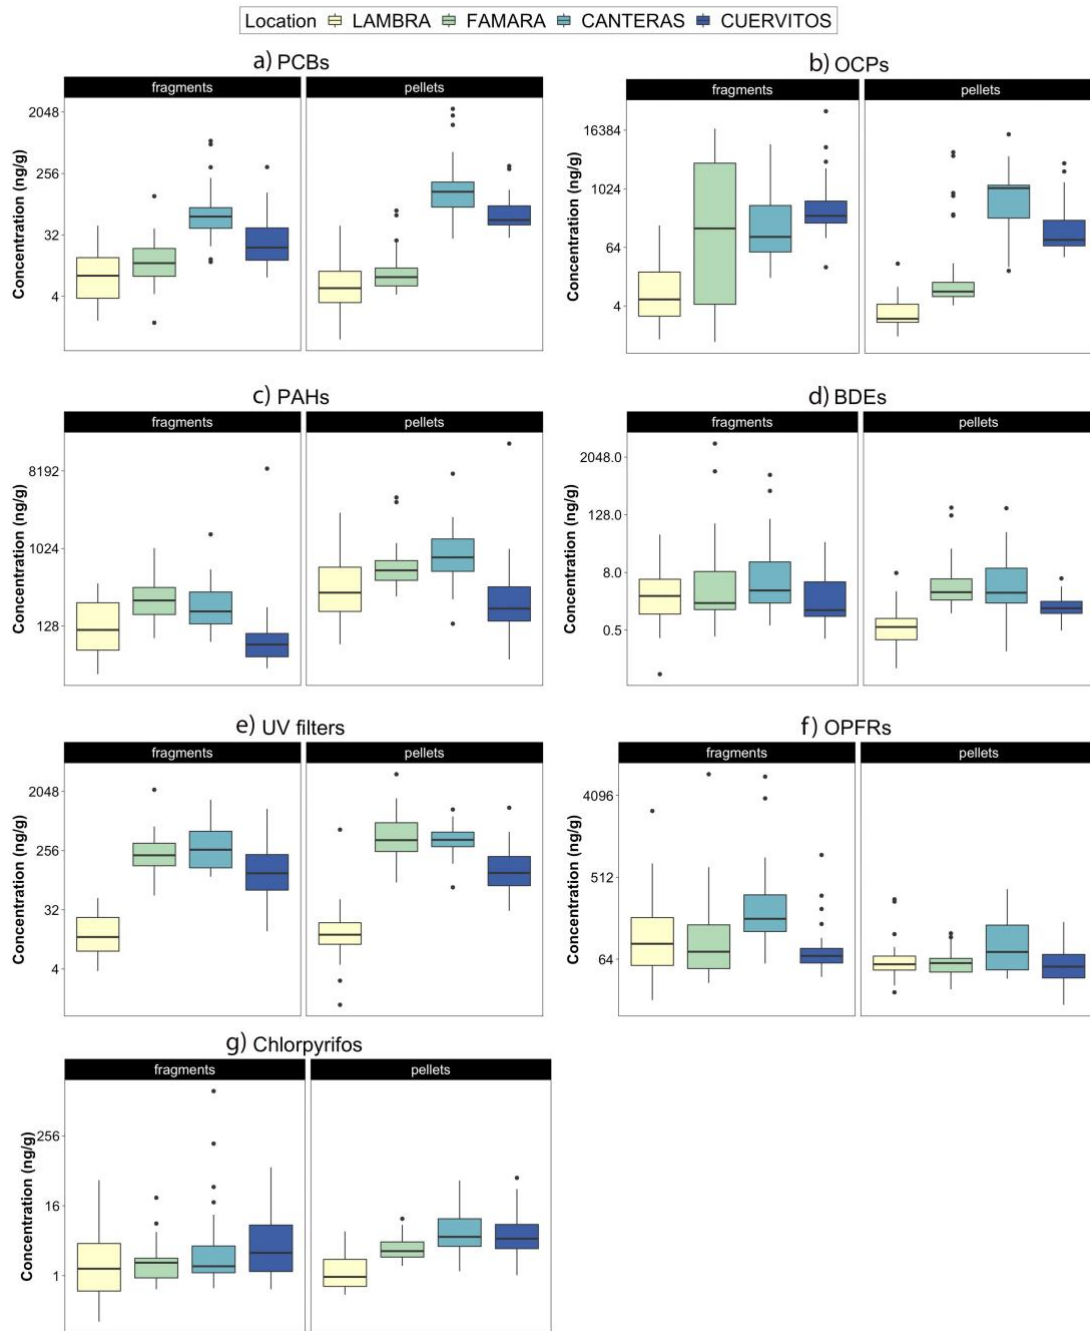 Location LAMBRA FAMARA CANTERAS CUERVITOS
a) PCBs
fragments pellets
Concentration (ng/g)
2048
256
32
4
b) OCPs
fragments pellets
Concentration (ng/g)
16384
1024
64
4
c) PAHs
fragments pellets
Concentration (ng/g)
8192
1024
128
d) BDEs
fragments pellets
Concentration (ng/g)
2048.0
128.0
8.0
0.5
e) UV filters
fragments pellets
Concentration (ng/g)
2048
256
32
4
f) OPFRs
fragments pellets
Concentration (ng/g)
4096
512
64
g) Chlorpyrifos
fragments pellets
Concentration (ng/g)
256
16
1